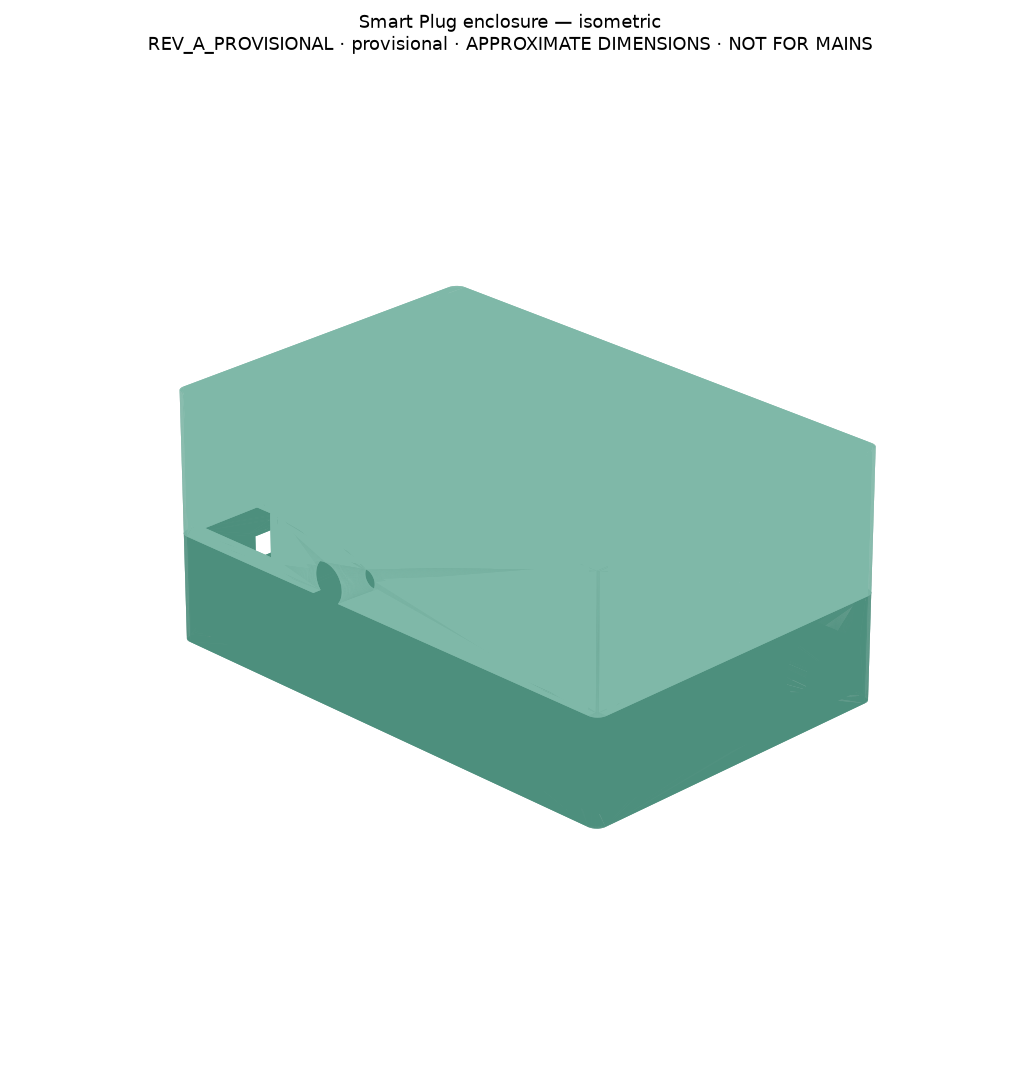 Smart Plug enclosure — isometric
REV_A_PROVISIONAL · provisional · APPROXIMATE DIMENSIONS · NOT FOR MAINS